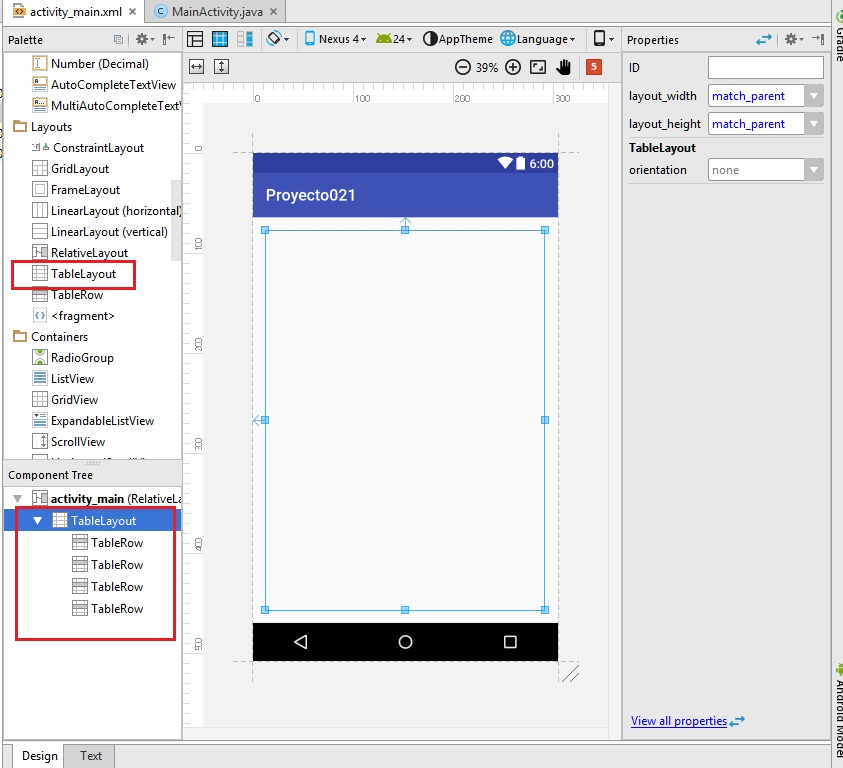 activity_main.xml
MainActivity.java
Palette
Nexus 4
24
AppTheme
Language
Properties
39%
5
Number (Decimal)
AutoCompleteTextView
MultiAutoCompleteText
Layouts
ConstraintLayout
GridLayout
FrameLayout
LinearLayout (horizontal)
LinearLayout (vertical)
RelativeLayout
TableLayout
TableRow
<fragment>
Containers
RadioGroup
ListView
GridView
ExpandableListView
ScrollView
Component Tree
activity_main (RelativeLa
TableLayout
TableRow
TableRow
TableRow
TableRow
0
100
200
300
0
100
200
300
400
500
6:00
Proyecto021
ID
layout_width match_parent
layout_height match_parent
TableLayout
orientation none
View all properties
Gradle
Android Model
Design
Text